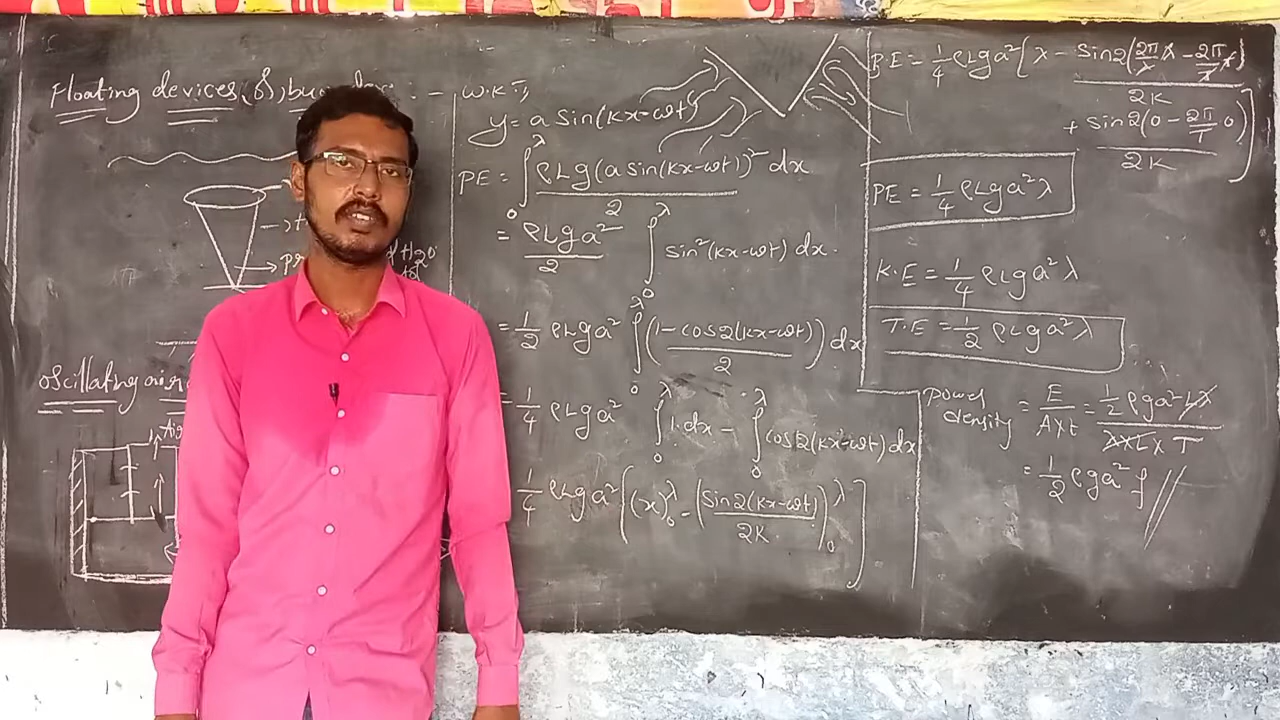 Floating devices
oscillating
w.k.T,
y = a sin(kx-ωt)
PE = ∫₀^λ ρLg(a sin(kx-ωt))² / 2 dx
= ρLga² / 2 ∫₀^λ sin²(kx-ωt) dx.
= 1/2 ρLga² ∫₀^λ (1-cos2(kx-ωt) / 2) dx
= 1/4 ρLga² ∫₀^λ 1.dx - ∫₀^λ cos2(kx-ωt) dx
1/4 ρLga² {(x)₀^λ - (sin2(kx-ωt) / 2K)₀^λ]
PE = 1/4 ρLga² {λ - sin2(2π/λ λ - 2π/T T) / 2K
+ sin2(0 - 2π/T 0) / 2K ]
PE = 1/4 ρLga²λ
K.E = 1/4 ρLga²λ
T.E = 1/2 ρLga²λ
power density = E / A×t = 1/2 ρga² Lλ / λ×L×T
= 1/2 ρga² f //